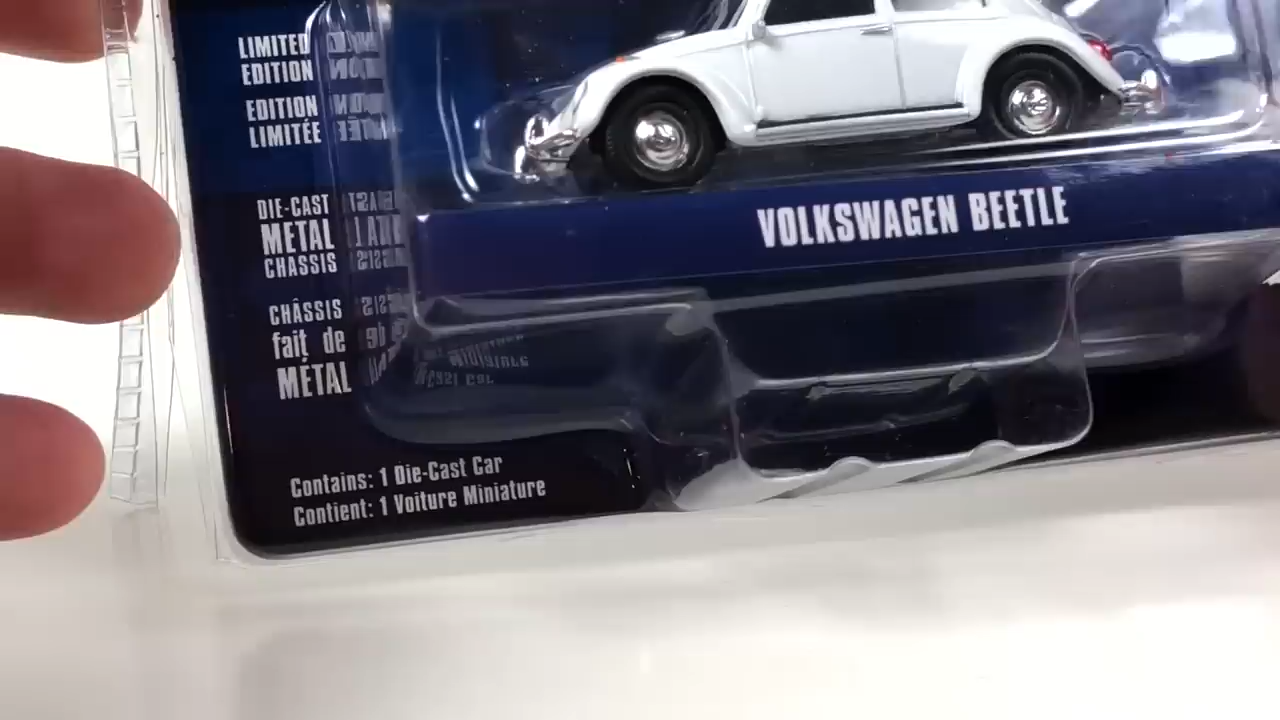 LIMITED
EDITION
EDITION
LIMITÉE
DIE-CAST
METAL
CHASSIS
CHÂSSIS
fait de
MÉTAL
VOLKSWAGEN BEETLE
Contains: 1 Die-Cast Car
Contient: 1 Voiture Miniature